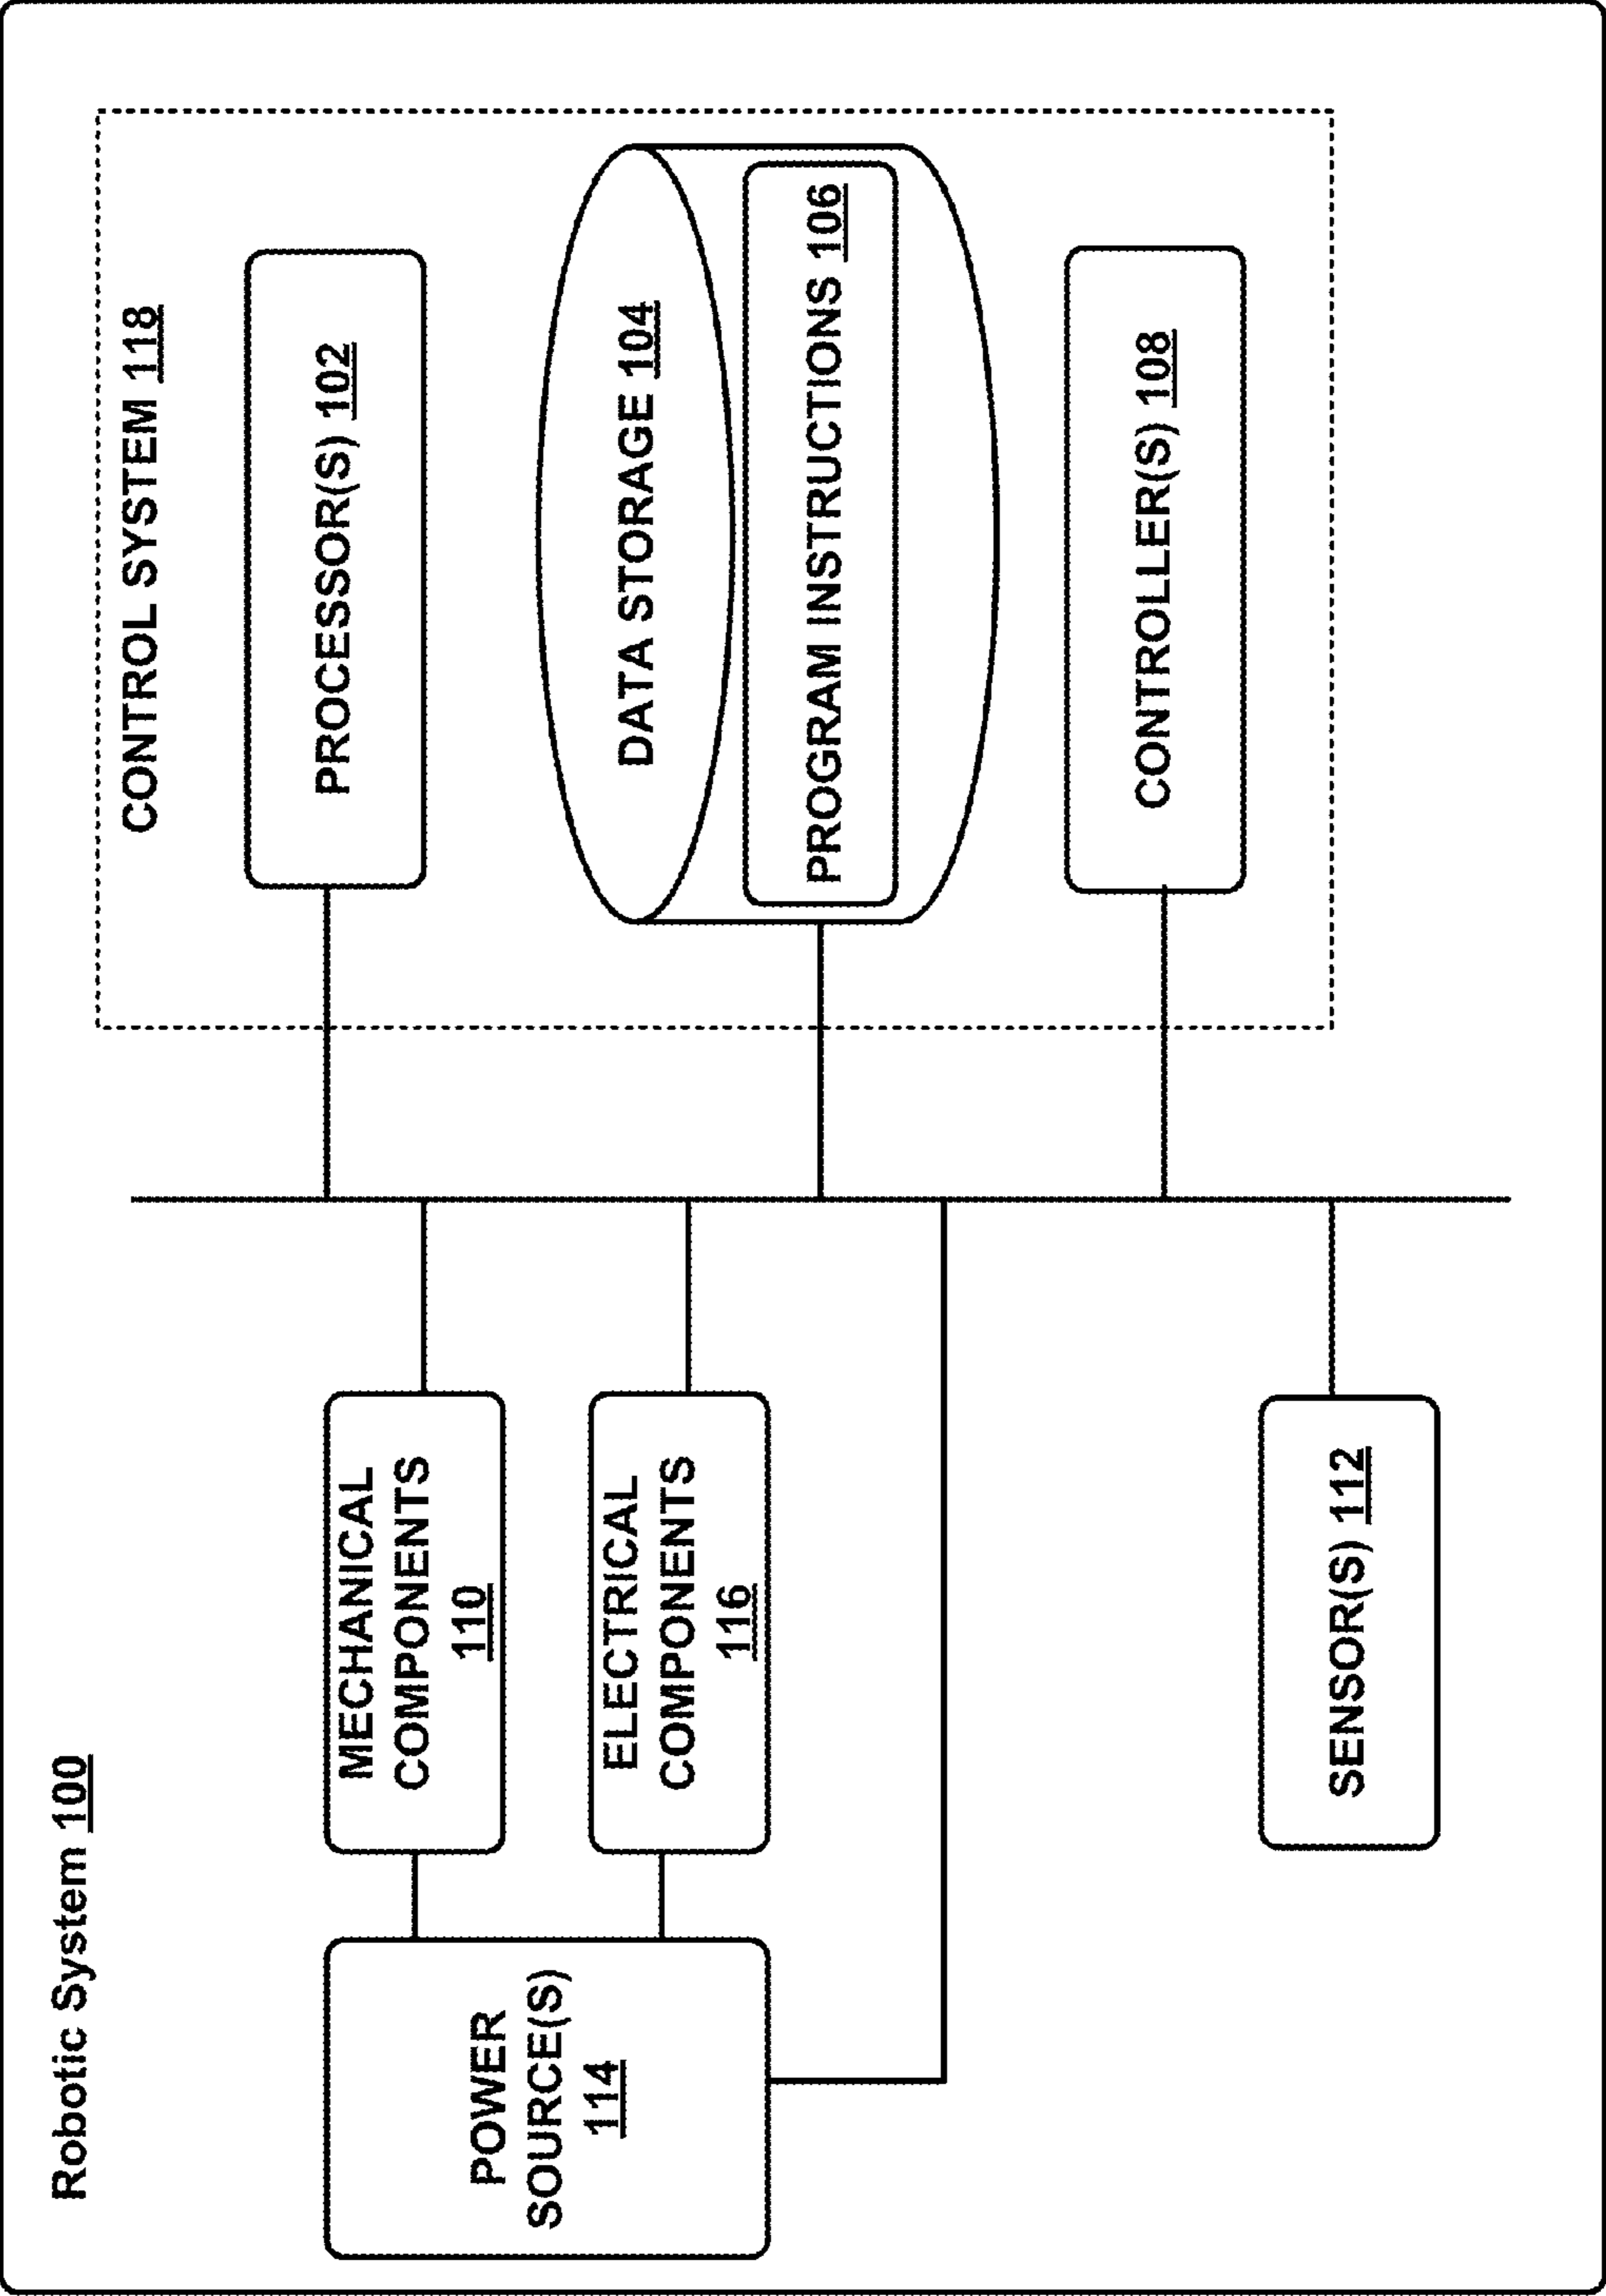 Robotic System 100
CONTROL SYSTEM 118
PROCESSOR(S) 102
DATA STORAGE 104
PROGRAM INSTRUCTIONS 106
CONTROLLER(S) 108
MECHANICAL
COMPONENTS
110
ELECTRICAL
COMPONENTS
116
POWER
SOURCE(S)
114
SENSOR(S) 112